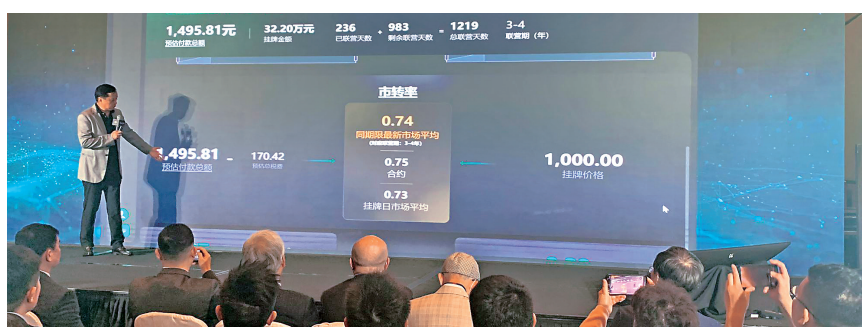 1,495.81元
预估付款总额
32.20万元
挂牌金额
236
已联营天数
+
983
剩余联营天数
=
1219
总联营天数
3-4
联营期（年）
市转率
0.74
同期限最新市场平均
0.75
合约
0.73
挂牌日市场平均
1,495.81
预估付款总额
-
170.42
1,000.00
挂牌价格